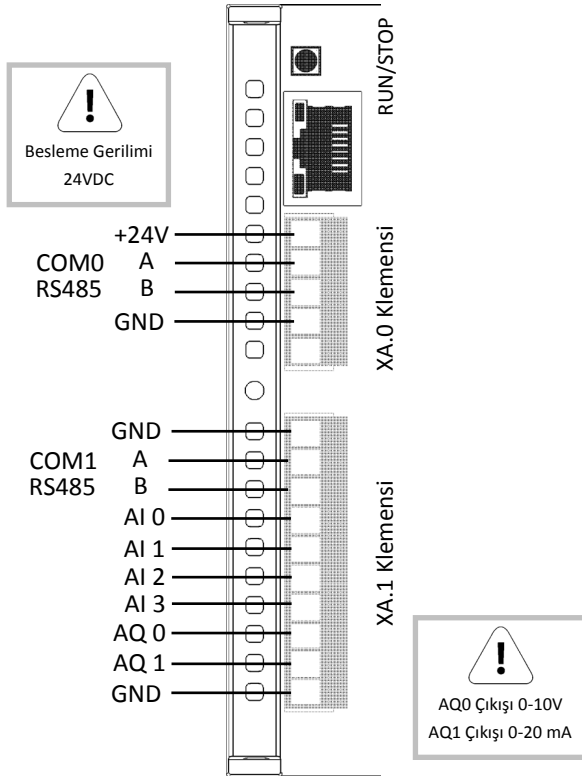 RUN/STOP
!
Besleme Gerilimi
24VDC
+24V
COM0 A
RS485 B
GND
XA.0 Klemensi
GND
COM1 A
RS485 B
AI 0
AI 1
AI 2
AI 3
AQ 0
AQ 1
GND
XA.1 Klemensi
!
AQ0 Çıkışı 0-10V
AQ1 Çıkışı 0-20 mA